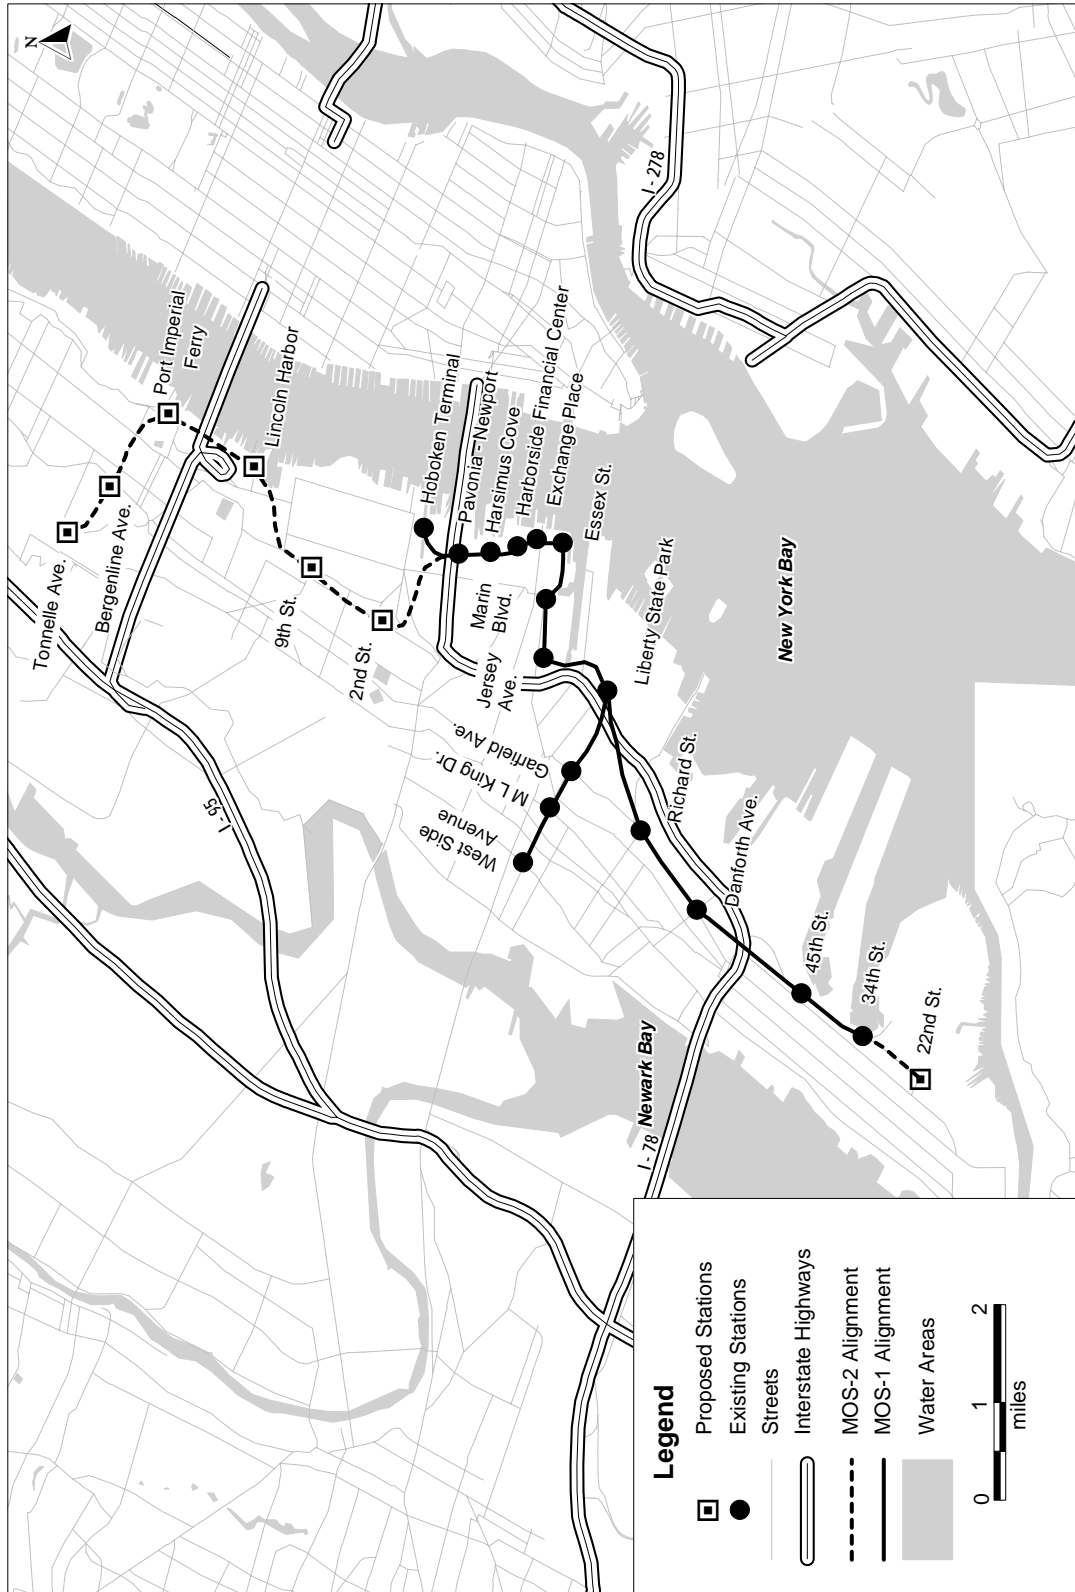 N
Tonnelle Ave.
Bergenline Ave.
Port Imperial
Ferry
Lincoln Harbor
9th St.
2nd St.
Hoboken Terminal
Pavonia - Newport
Harsimus Cove
Harborside Financial Center
Exchange Place
Essex St.
Marin
Blvd.
Jersey
Ave.
Liberty State Park
Garfield Ave.
M L King Dr.
West Side
Avenue
Richard St.
Danforth Ave.
45th St.
34th St.
22nd St.
I - 95
I - 278
I - 78
Newark Bay
New York Bay
Legend
Proposed Stations
Existing Stations
Streets
Interstate Highways
MOS-2 Alignment
MOS-1 Alignment
Water Areas
0 1 2
miles